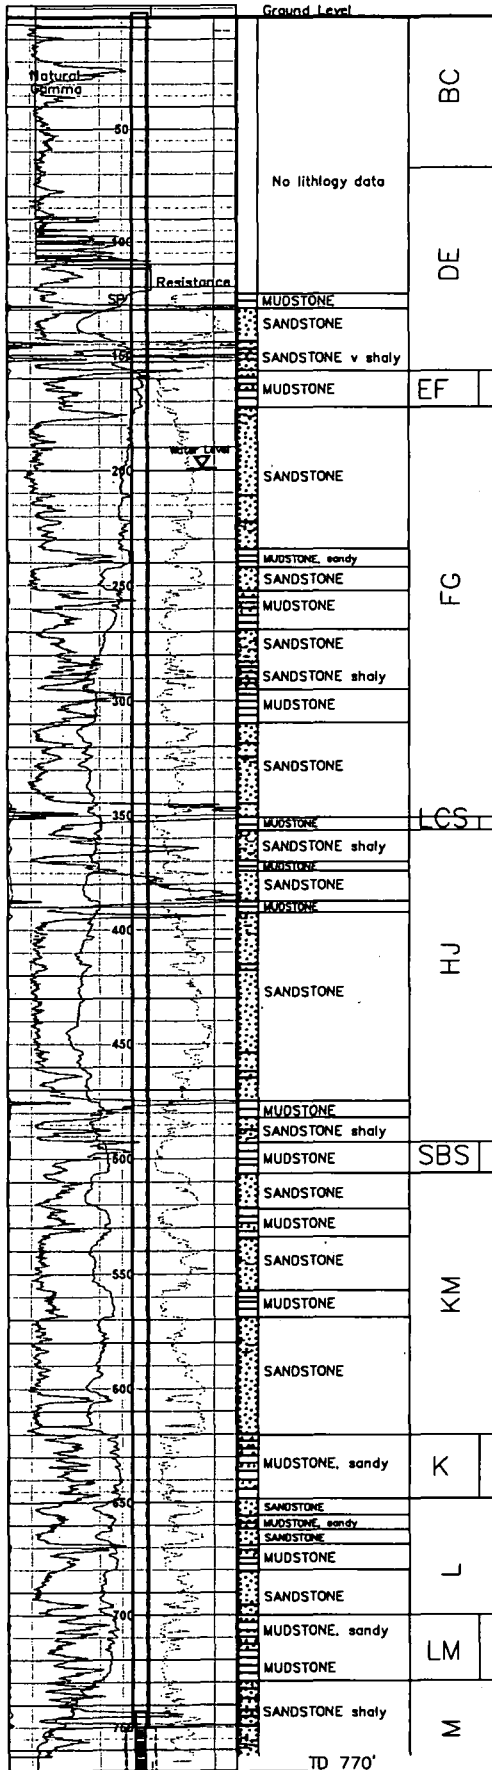 Ground Level
Natural
Gamma
BC
50
No lithlogy data
DE
100
Resistance
SP
MUDSTONE
SANDSTONE
150
SANDSTONE v shaly
MUDSTONE
EF
Water Level
200
SANDSTONE
FG
MUDSTONE, sandy
250
SANDSTONE
MUDSTONE
SANDSTONE
SANDSTONE shaly
300
MUDSTONE
SANDSTONE
350
MUDSTONE
LCS
SANDSTONE shaly
MUDSTONE
SANDSTONE
MUDSTONE
400
HJ
SANDSTONE
450
MUDSTONE
SANDSTONE shaly
500
MUDSTONE
SBS
SANDSTONE
MUDSTONE
KM
SANDSTONE
550
MUDSTONE
SANDSTONE
600
MUDSTONE, sandy
K
650
SANDSTONE
MUDSTONE, sandy
SANDSTONE
MUDSTONE
L
SANDSTONE
700
MUDSTONE, sandy
LM
MUDSTONE
SANDSTONE shaly
M
TD 770'